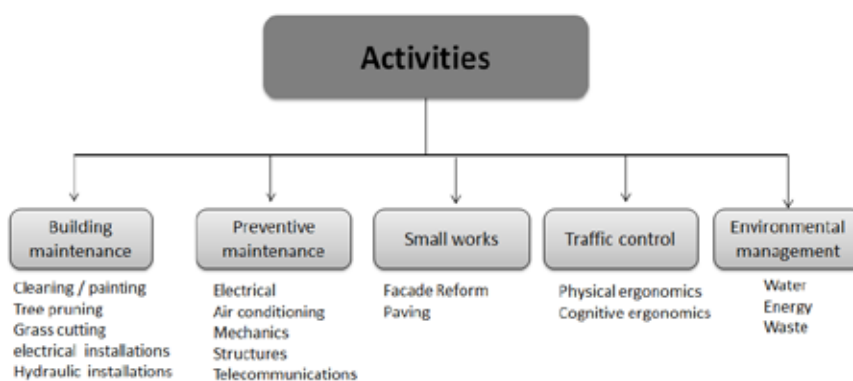 Activities
Building
maintenance
Cleaning / painting
Tree pruning
Grass cutting
electrical installations
Hydraulic installations
Preventive
maintenance
Electrical
Air conditioning
Mechanics
Structures
Telecommunications
Small works
Facade Reform
Paving
Traffic control
Physical ergonomics
Cognitive ergonomics
Environmental
management
Water
Energy
Waste